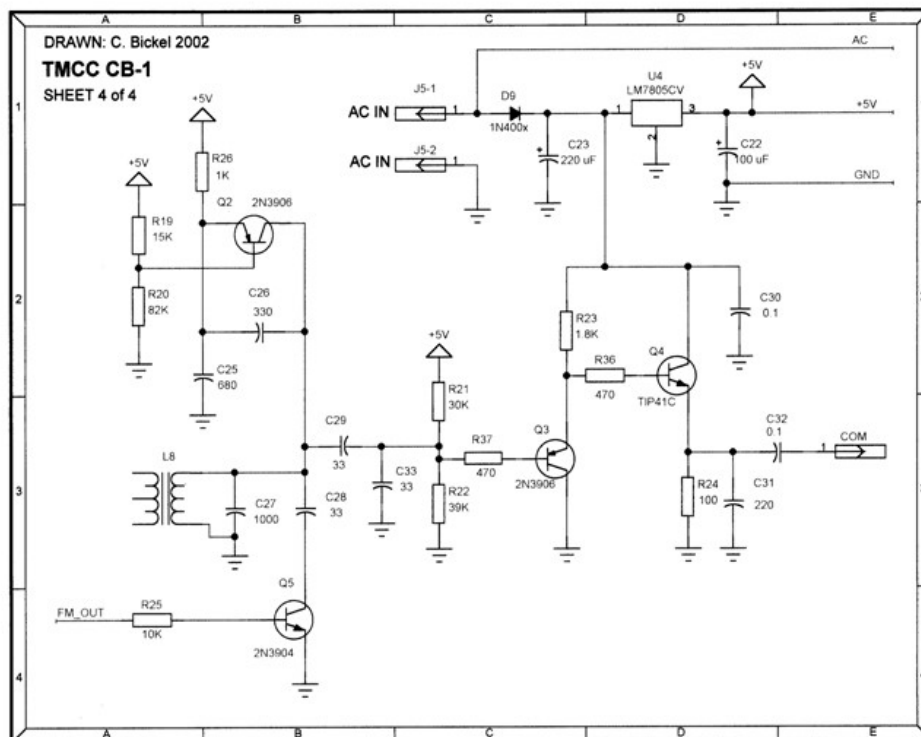 A B C D E
DRAWN: C. Bickel 2002
TMCC CB-1
SHEET 4 of 4
AC
+5V
J5-1
AC IN
1
D9
1N400x
U4
LM7805CV
1
3
2
+5V
+5V
C23
220 uF
C22
100 uF
GND
AC IN
J5-2
1
1
R26
1K
+5V
Q2
2N3906
R19
15K
R20
82K
C26
330
C25
680
2
2
+5V
R23
1.8K
C30
0.1
R21
30K
R36
470
Q4
TIP41C
C29
33
R37
470
Q3
2N3906
C32
0.1
COM
1
L8
C27
1000
C28
33
C33
33
R22
39K
R24
100
C31
220
3
3
FM_OUT
R25
10K
Q5
2N3904
4
4
A B C D E